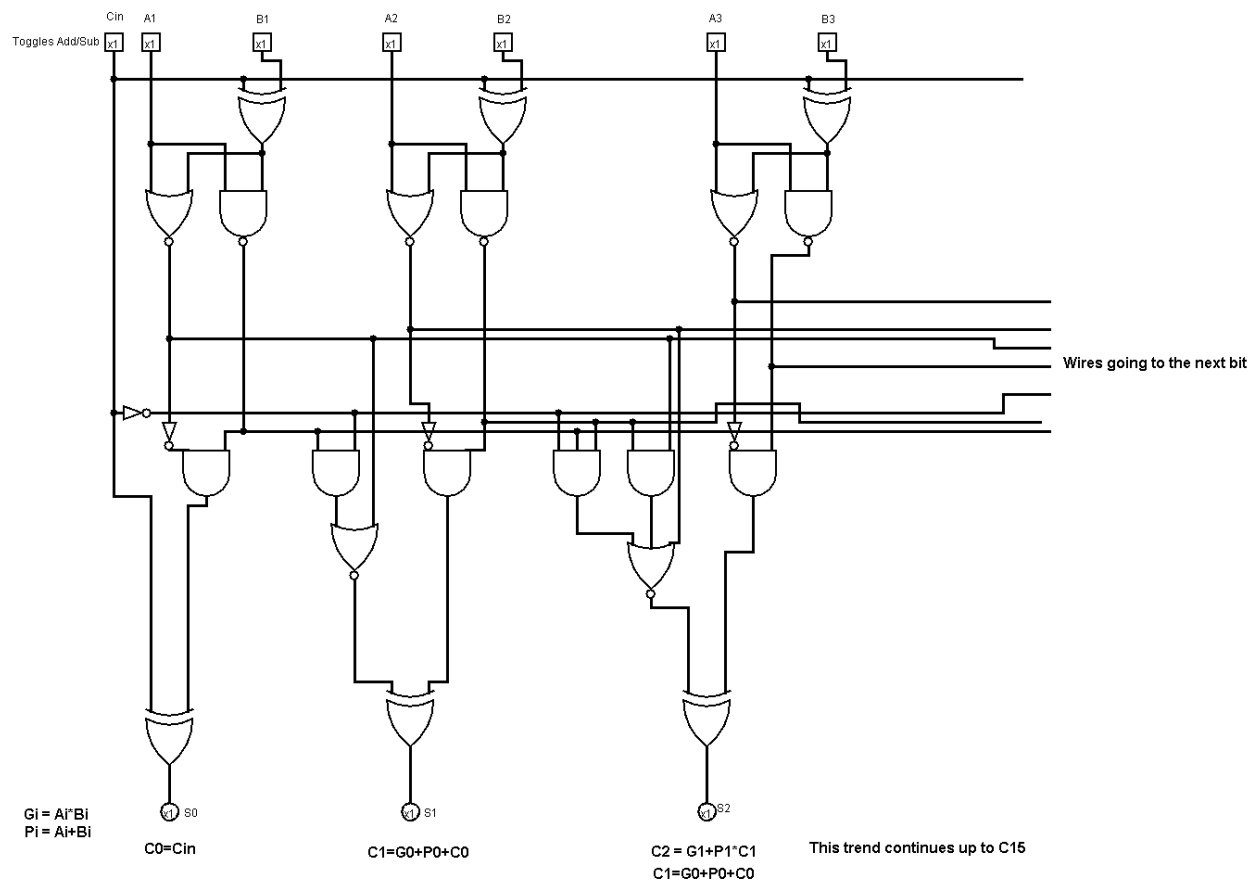 Cin A1 B1 A2 B2 A3 B3
Toggles Add/Sub x1 x1 x1 x1 x1 x1 x1
Wires going to the next bit
x1 S0 x1 S1 x1 S2
Gi = Ai*Bi
Pi = Ai+Bi
C0=Cin
C1=G0+P0+C0
C2 = G1+P1*C1
C1=G0+P0+C0
This trend continues up to C15